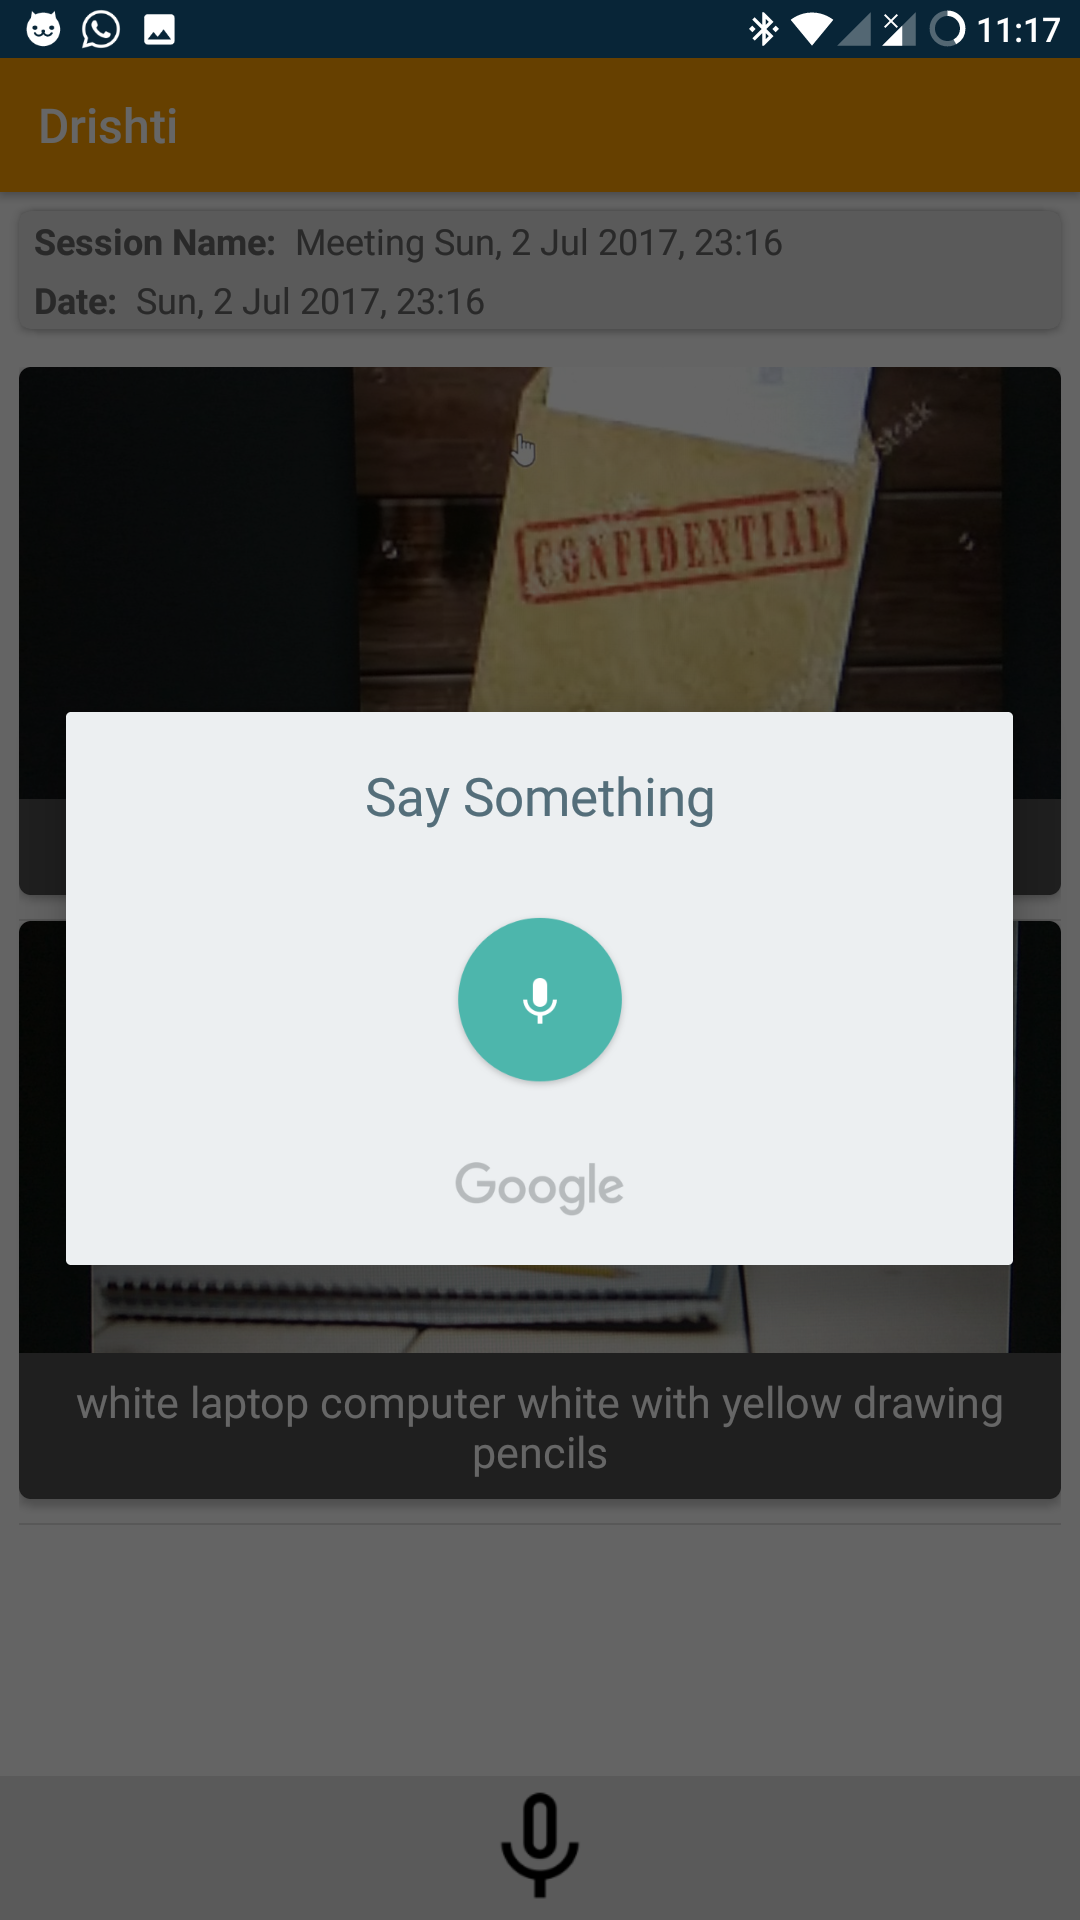 11:17
Drishti
Session Name: Meeting Sun, 2 Jul 2017, 23:16
Date: Sun, 2 Jul 2017, 23:16
stock
CONFIDENTIAL
Say Something
Google
white laptop computer white with yellow drawing
pencils